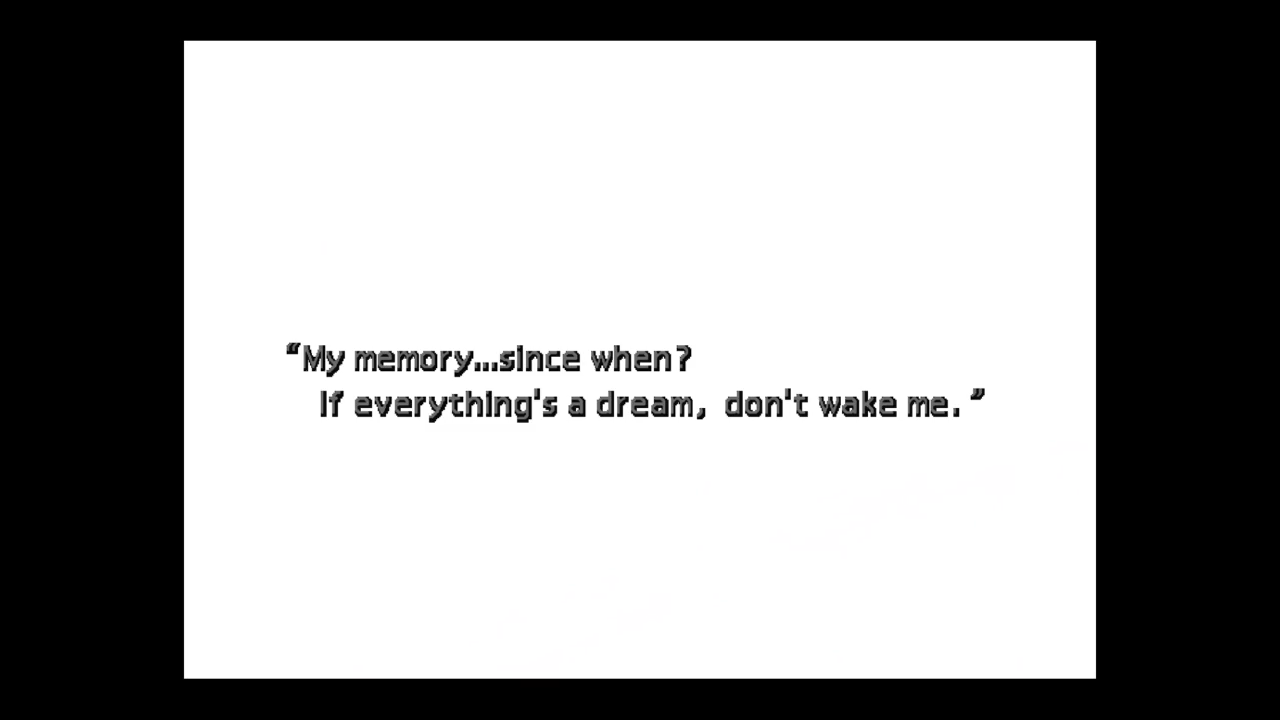 “My memory...since when?
If everything's a dream, don't wake me.”